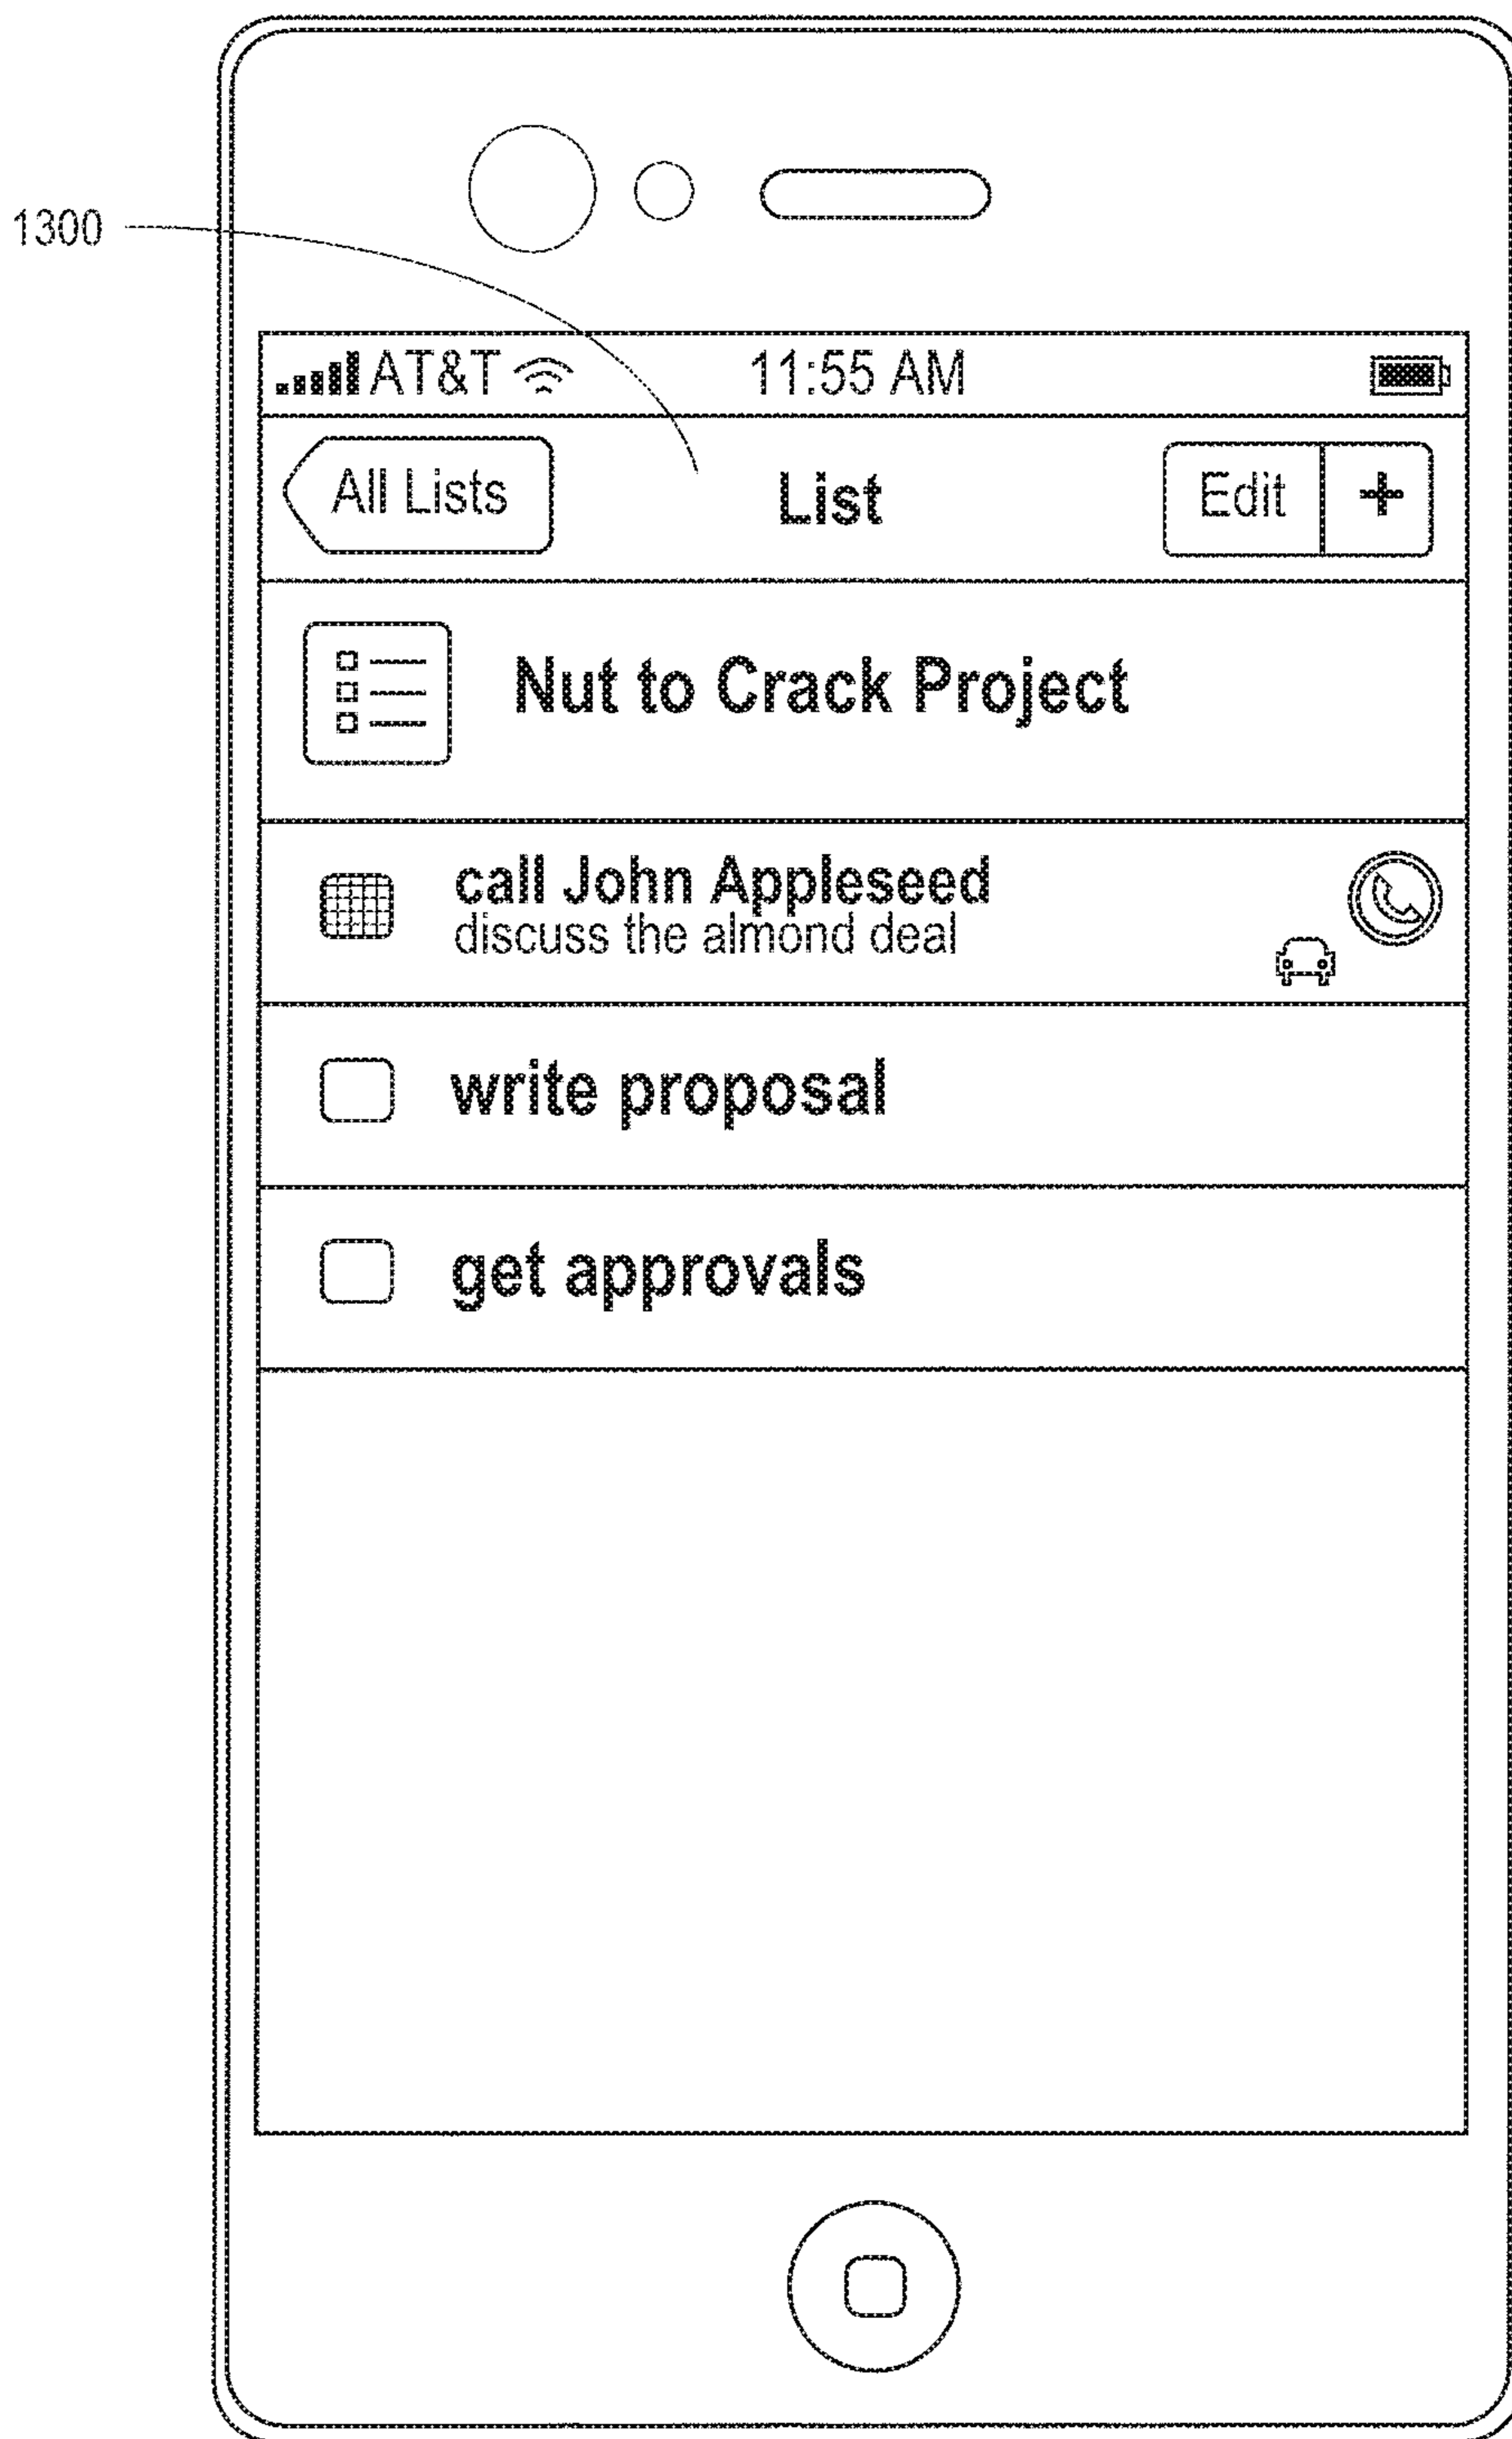 1300
AT&T 11:55 AM
All Lists List Edit +
Nut to Crack Project
call John Appleseed
discuss the almond deal
write proposal
get approvals